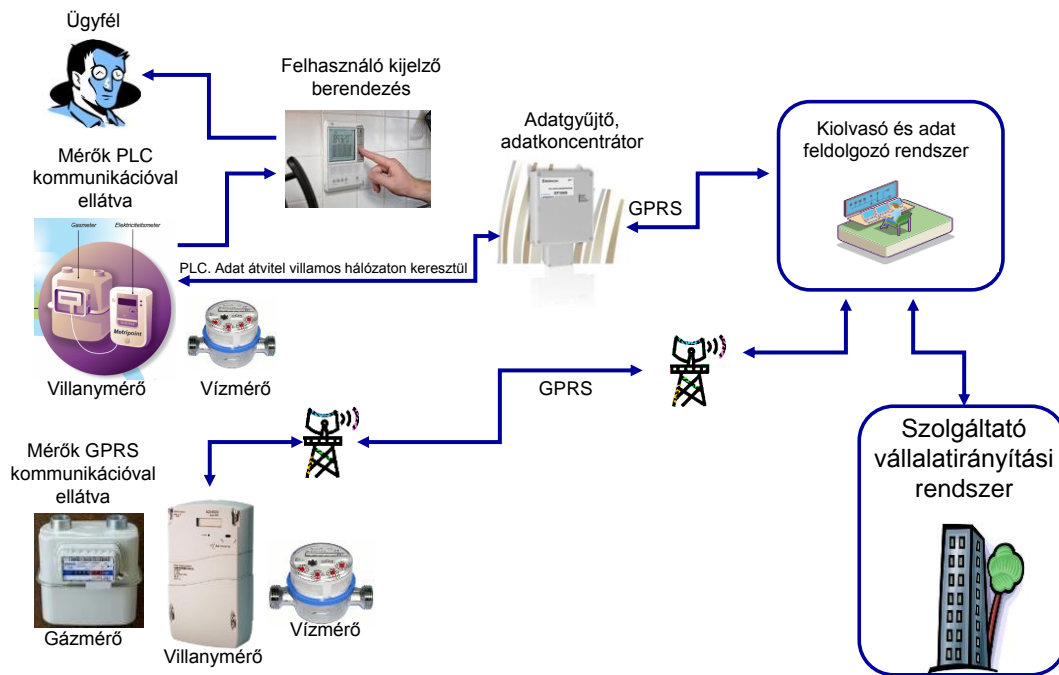 Ügyfél
Felhasználó kijelző
berendezés
Adatgyűjtő,
adatkoncentrátor
Kiolvasó és adat
feldolgozó rendszer
Mérők PLC
kommunikációval
ellátva
GPRS
Gasmeter
Elektriciteitsmeter
PLC. Adat átvitel villamos hálózaton keresztül
Metripoint
Villanymérő
Vízmérő
GPRS
Mérők GPRS
kommunikációval
ellátva
Szolgáltató
vállalatirányítási
rendszer
Gázmérő
Villanymérő
Vízmérő